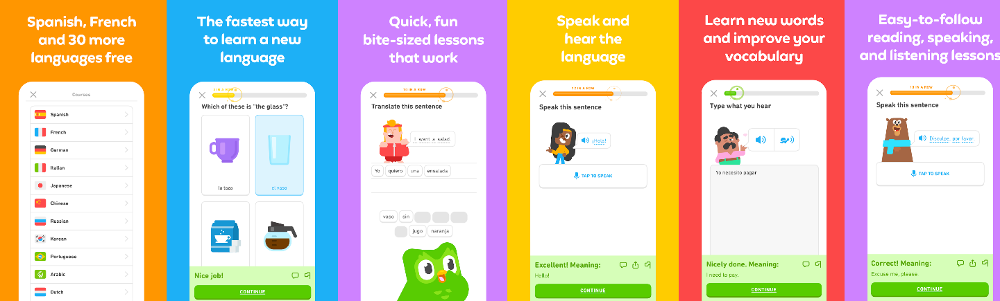 Spanish, French
and 30 more
languages free
Courses
Spanish
French
German
Italian
Japanese
Chinese
Russian
Korean
Portuguese
Arabic
Dutch
The fastest way
to learn a new
language
IN A ROW
Which of these is "the glass"?
la taza
el vaso
Nice job!
CONTINUE
Quick, fun
bite-sized lessons
that work
13 IN A ROW
Translate this sentence
I want a salad.
Yo quiero una ensalada
vaso sin
jugo naranja
Speak and
hear the
language
17 IN A ROW
Speak this sentence
¡Hola!
TAP TO SPEAK
Excellent! Meaning:
Hello!
CONTINUE
Learn new words
and improve your
vocabulary
Type what you hear
Yo necesito pagar
Nicely done. Meaning:
I need to pay.
CONTINUE
Easy-to-follow
reading, speaking,
and listening lessons
18 IN A ROW
Speak this sentence
Disculpe, por favor.
TAP TO SPEAK
Correct! Meaning:
Excuse me, please
CONTINUE